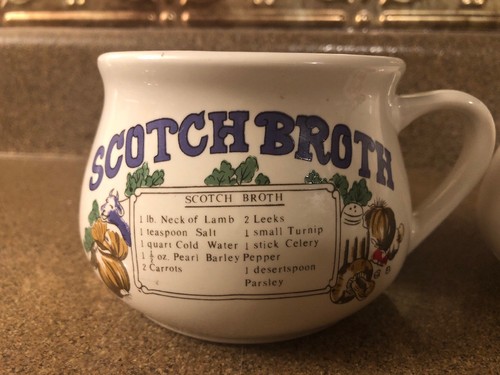 SCOTCH BROTH
SCOTCH BROTH
1 lb. Neck of Lamb
1 teaspoon Salt
1 quart Cold Water
1 ½ oz. Pearl Barley
2 Carrots
2 Leeks
1 small Turnip
1 stick Celery
Pepper
1 desertspoon
Parsley